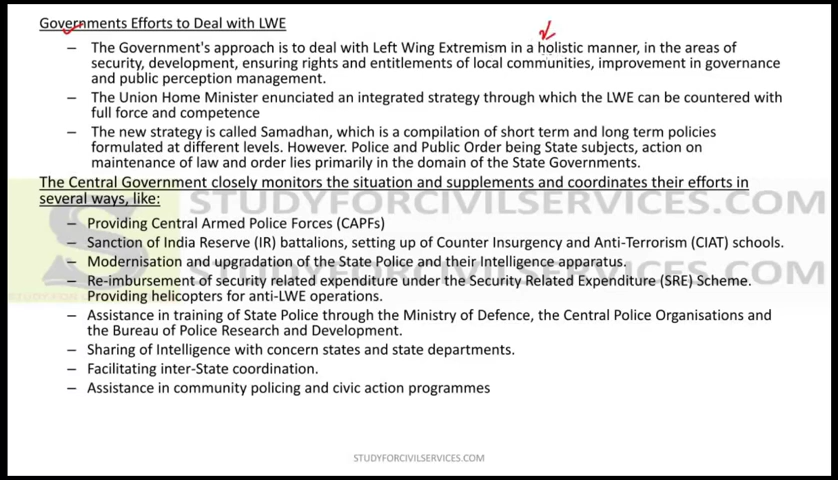 Governments Efforts to Deal with LWE
– The Government's approach is to deal with Left Wing Extremism in a holistic manner, in the areas of
security, development, ensuring rights and entitlements of local communities, improvement in governance
and public perception management.
– The Union Home Minister enunciated an integrated strategy through which the LWE can be countered with
full force and competence
– The new strategy is called Samadhan, which is a compilation of short term and long term policies
formulated at different levels. However. Police and Public Order being State subjects, action on
maintenance of law and order lies primarily in the domain of the State Governments.
The Central Government closely monitors the situation and supplements and coordinates their efforts in
several ways, like:
STUDYFORCIVILSERVICES.COM
– Providing Central Armed Police Forces (CAPFs)
– Sanction of India Reserve (IR) battalions, setting up of Counter Insurgency and Anti-Terrorism (CIAT) schools.
– Modernisation and upgradation of the State Police and their Intelligence apparatus.
STUDYFORCIVILSERVICES.COM
– Re-imbursement of security related expenditure under the Security Related Expenditure (SRE) Scheme.
Providing helicopters for anti-LWE operations.
– Assistance in training of State Police through the Ministry of Defence, the Central Police Organisations and
the Bureau of Police Research and Development.
– Sharing of Intelligence with concern states and state departments.
– Facilitating inter-State coordination.
– Assistance in community policing and civic action programmes
STUDYFORCIVILSERVICES.COM